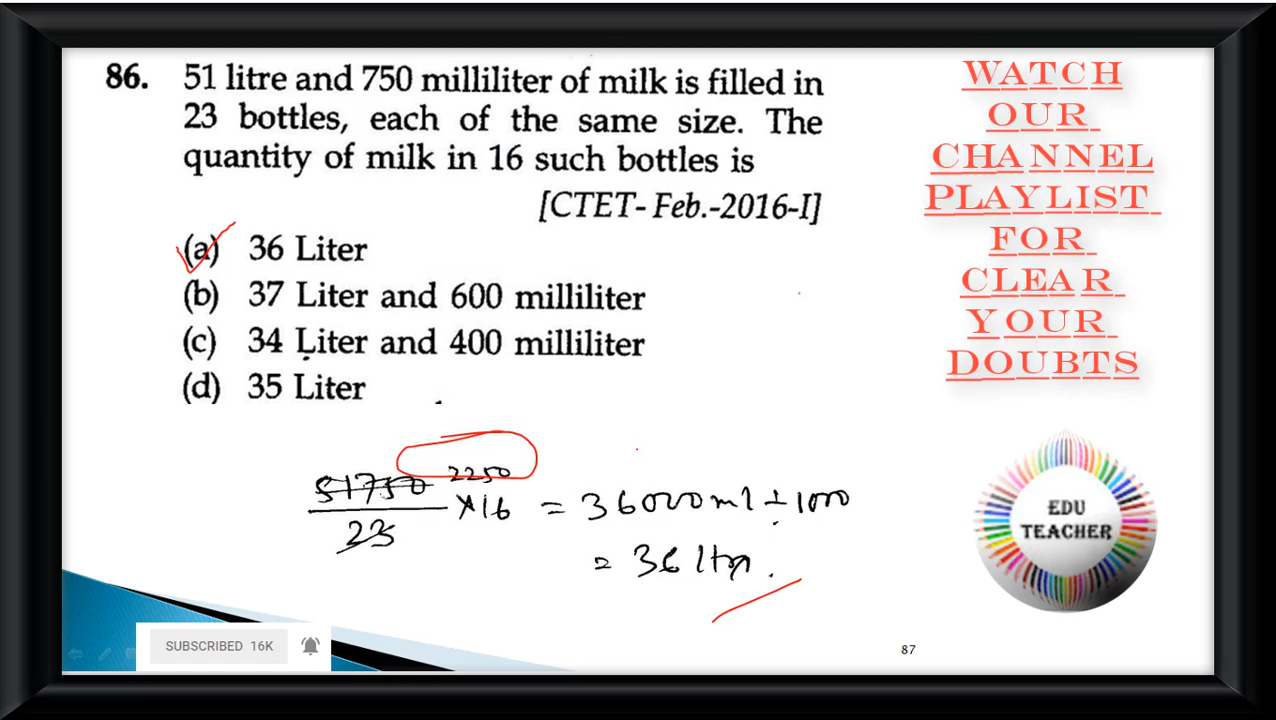 86. 51 litre and 750 milliliter of milk is filled in
23 bottles, each of the same size. The
quantity of milk in 16 such bottles is
[CTET- Feb.-2016-I]
(a) 36 Liter
(b) 37 Liter and 600 milliliter
(c) 34 Liter and 400 milliliter
(d) 35 Liter
51750 2250
23 ×16 = 36000ml ÷ 1000
= 36 ltr.
WATCH
OUR
CHANNEL
PLAYLIST
FOR
CLEAR
YOUR
DOUBTS
EDU
TEACHER
SUBSCRIBED 16K
87